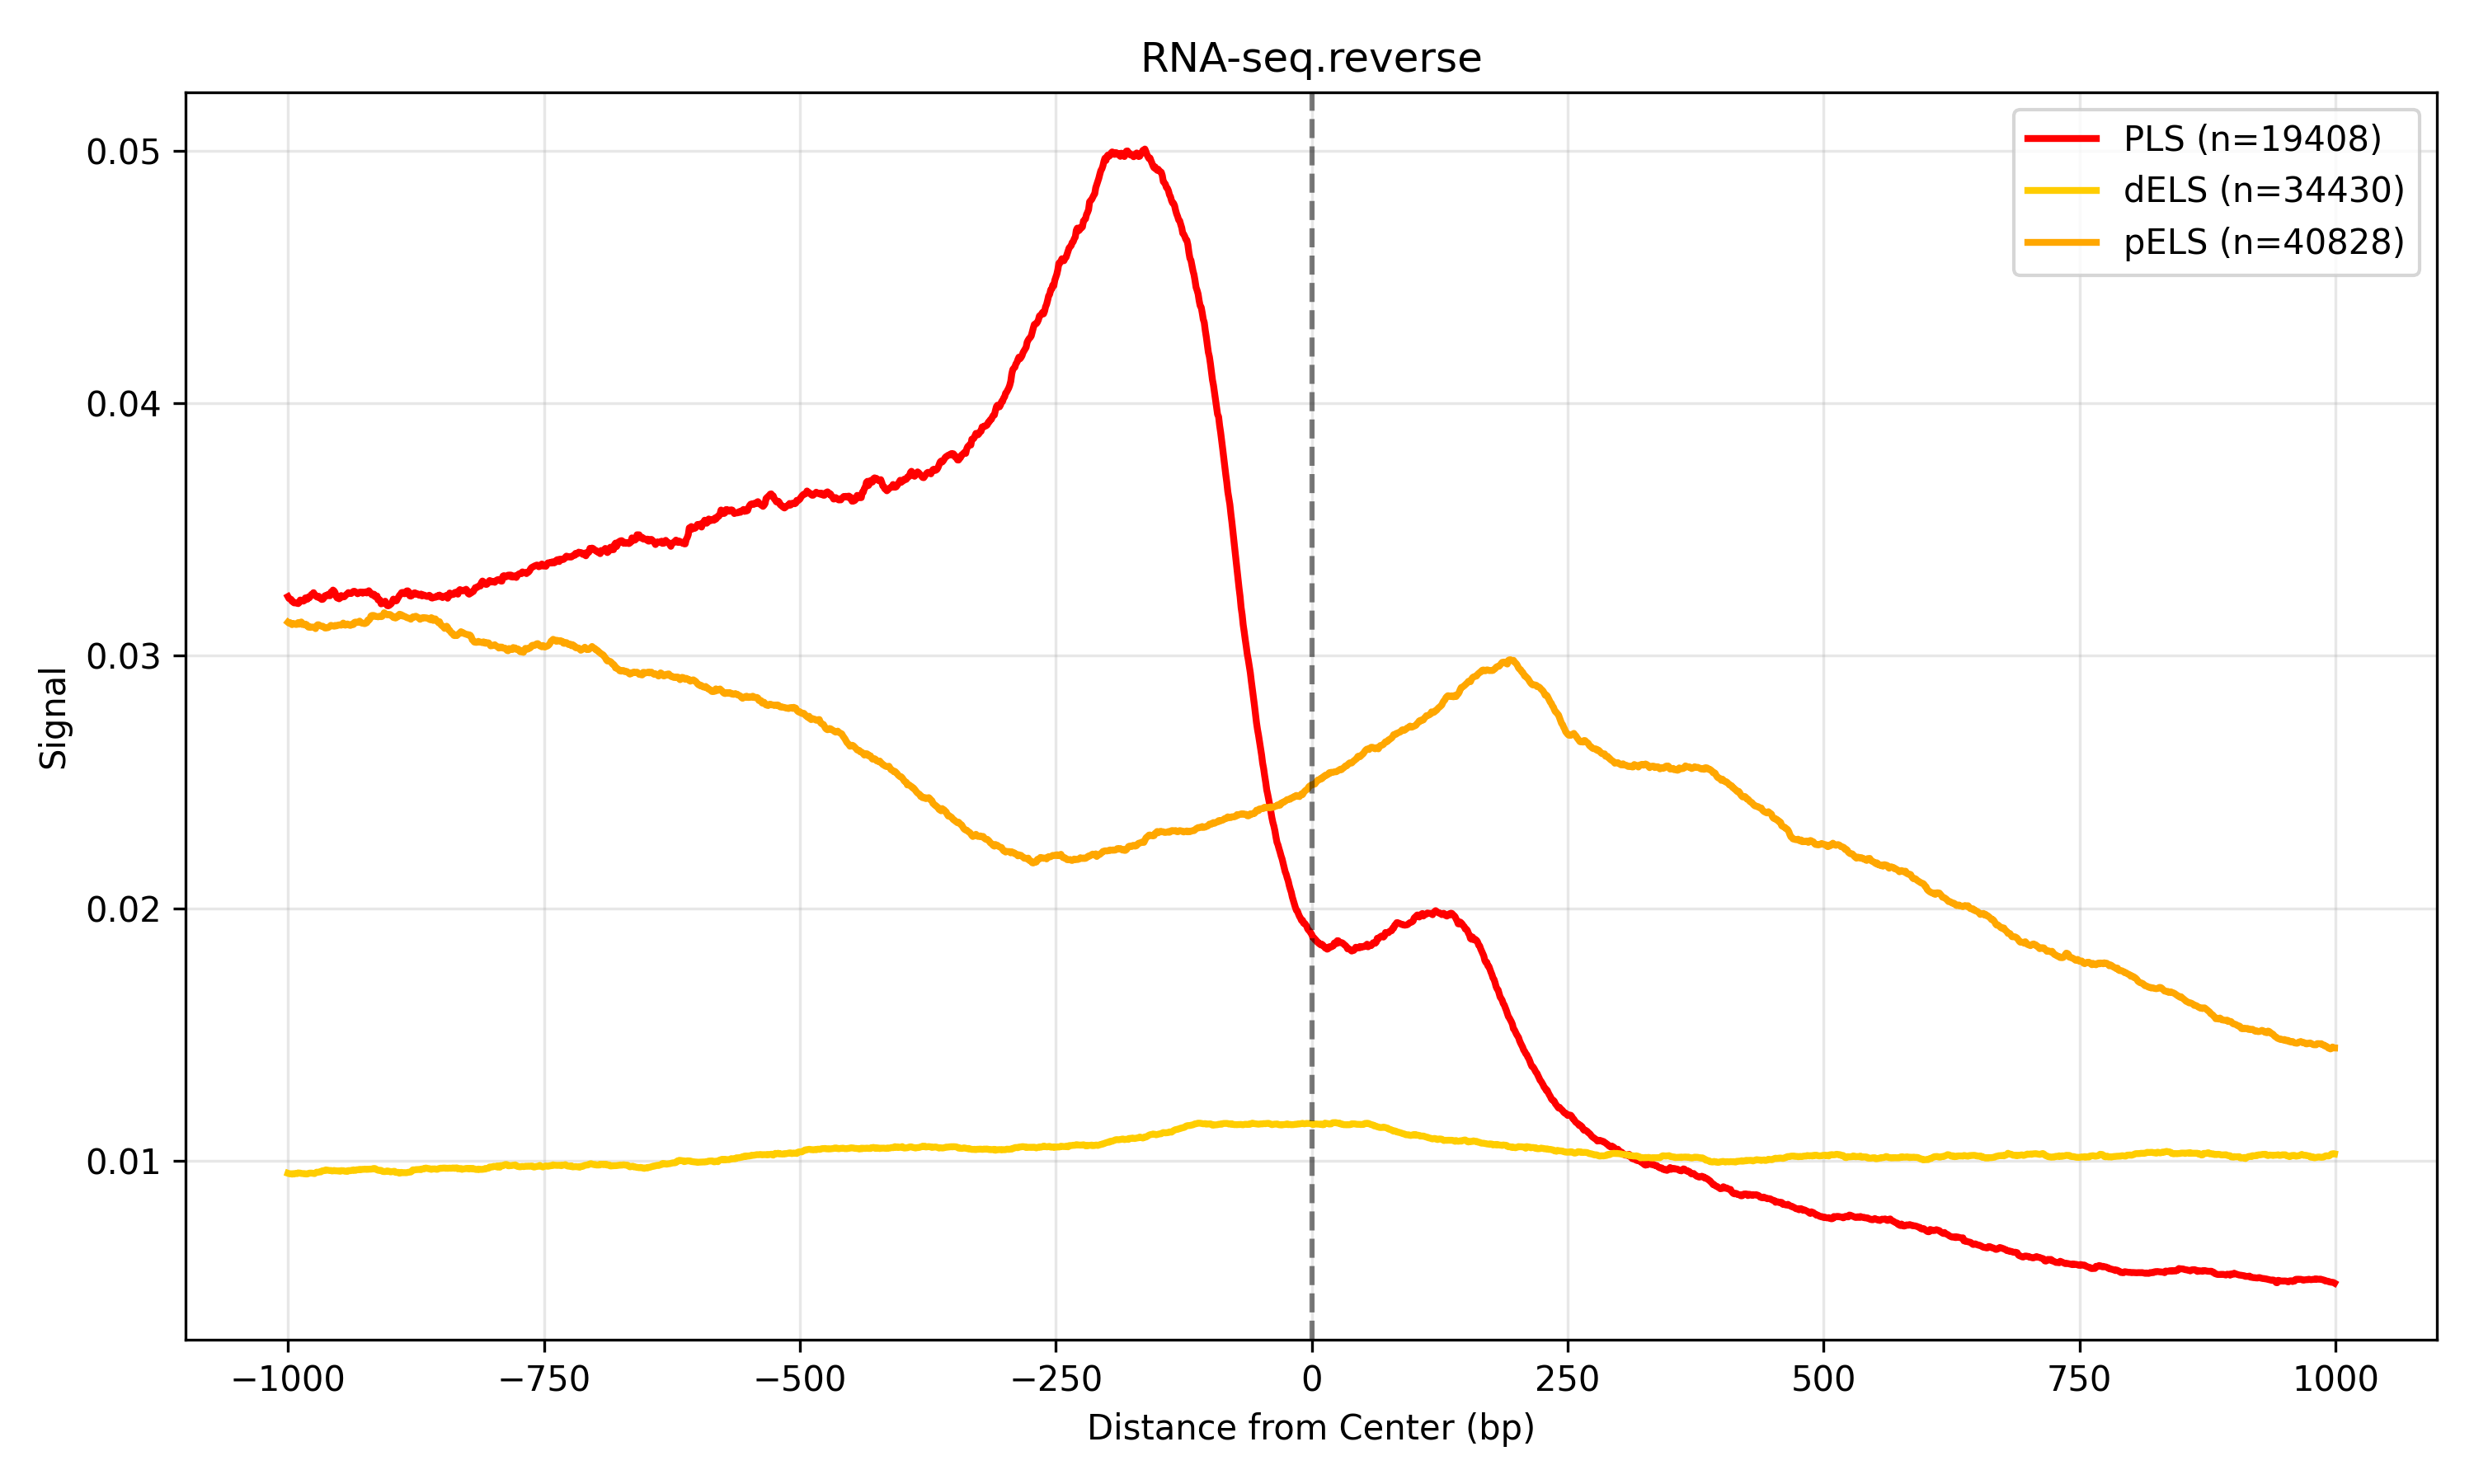 RNA-seq.reverse
PLS (n=19408)
dELS (n=34430)
pELS (n=40828)
Signal
0.05
0.04
0.03
0.02
0.01
−1000
−750
−500
−250
0
250
500
750
1000
Distance from Center (bp)